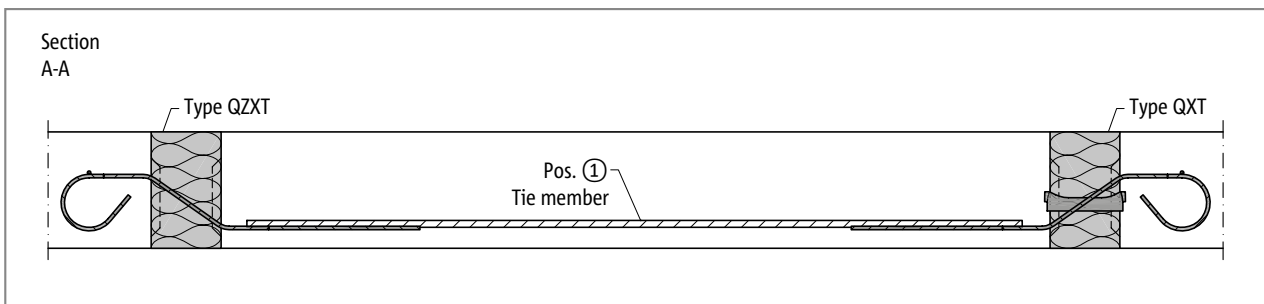 Section
A-A
Type QZXT
Type QXT
Pos. ①
Tie member